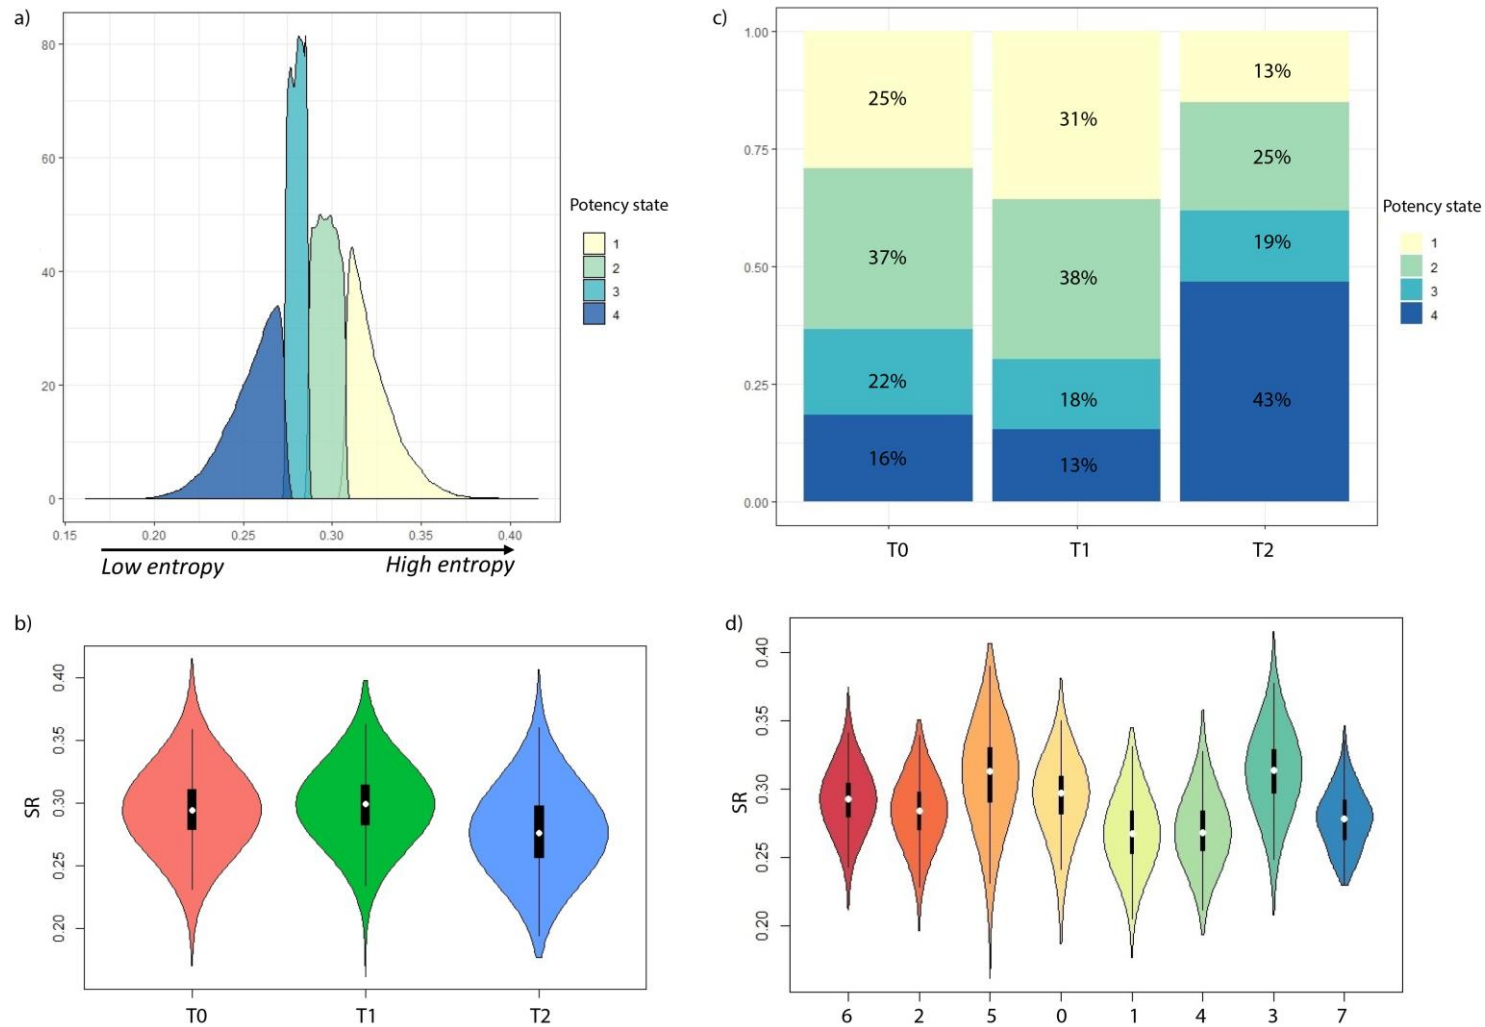 a)
80
60
40
20
0
0.15 0.20 0.25 0.30 0.35 0.40
Low entropy High entropy
Potency state
1
2
3
4
c)
1.00
0.75
0.50
0.25
0.00
25% 31% 13%
37% 38% 25%
22% 18% 19%
16% 13% 43%
T0 T1 T2
Potency state
1
2
3
4
b)
SR
0.40
0.35
0.30
0.25
0.20
T0 T1 T2
d)
SR
0.40
0.35
0.30
0.25
0.20
6 2 5 0 1 4 3 7